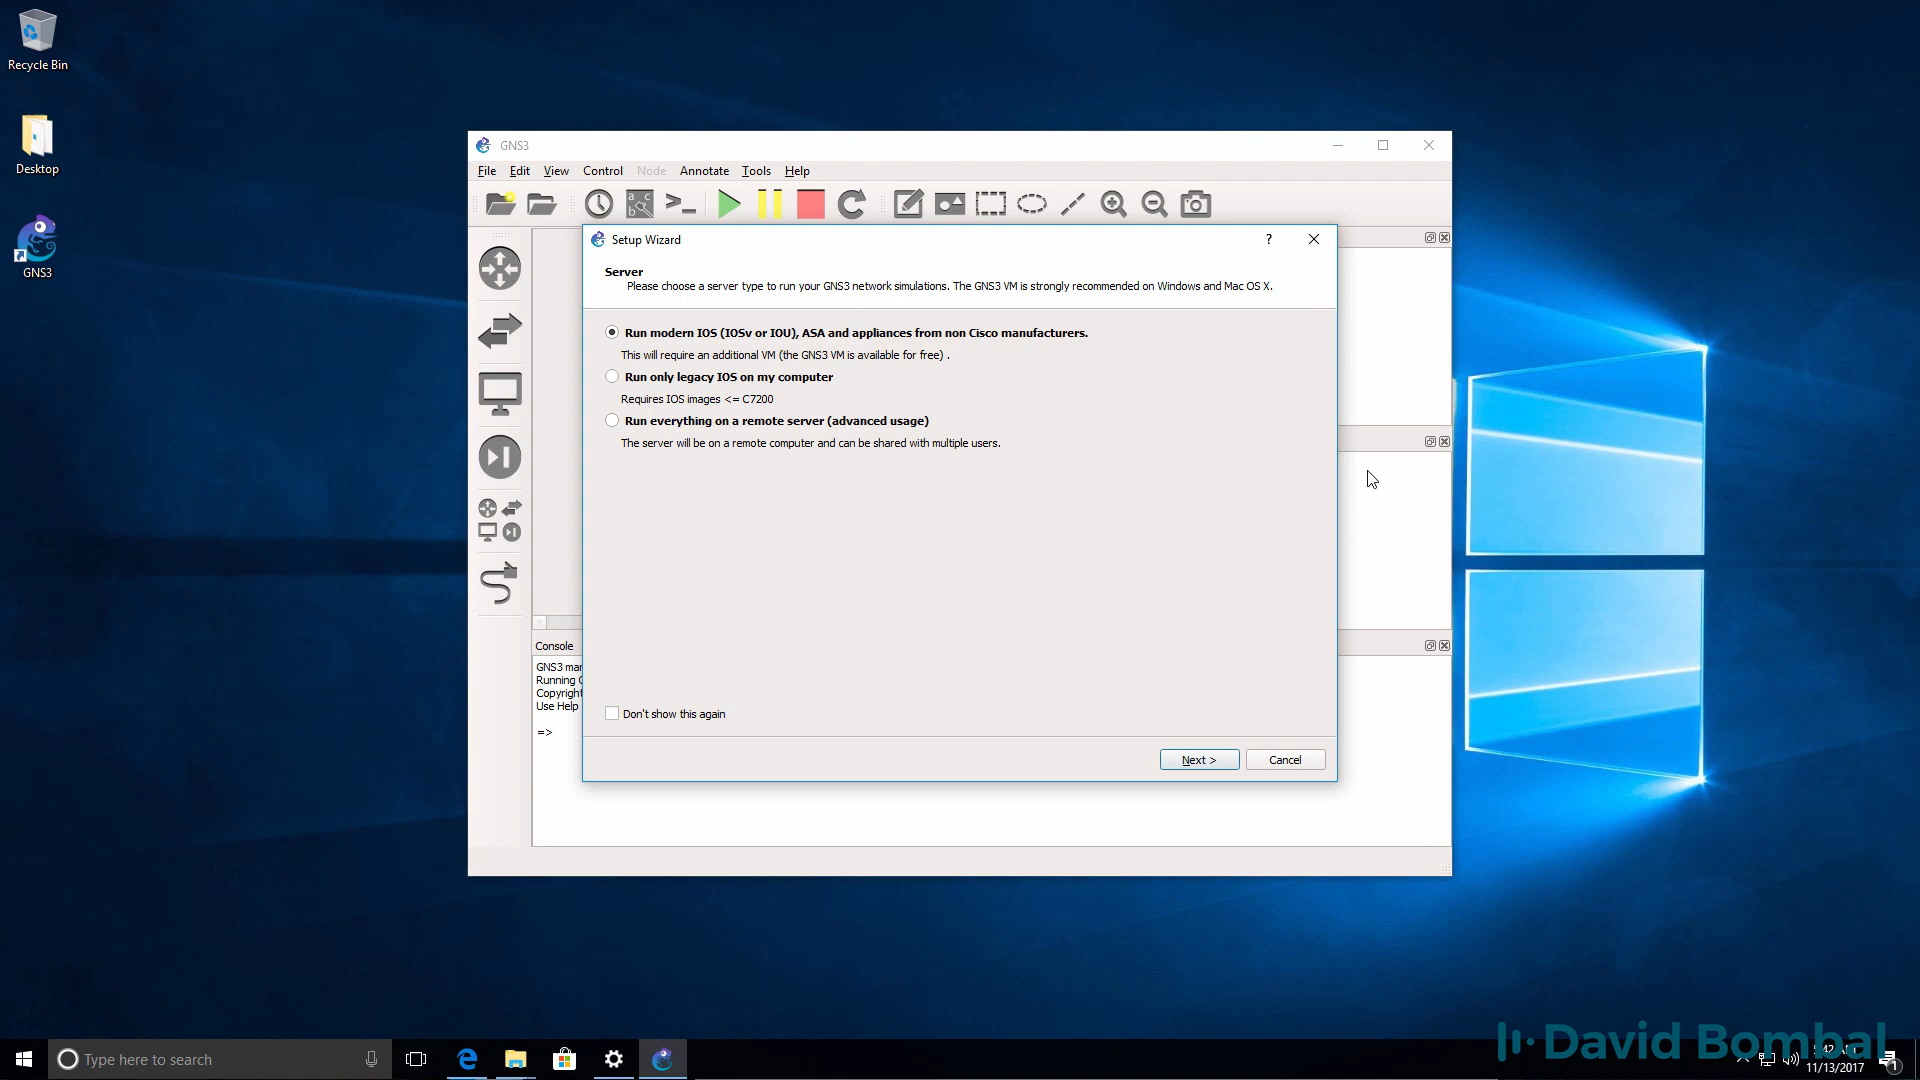 Recycle Bin
Desktop
GNS3
GNS3
File Edit View Control Node Annotate Tools Help
Setup Wizard
Server
Please choose a server type to run your GNS3 network simulations. The GNS3 VM is strongly recommended on Windows and Mac OS X.
Run modern IOS (IOSv or IOU), ASA and appliances from non Cisco manufacturers.
This will require an additional VM (the GNS3 VM is available for free) .
Run only legacy IOS on my computer
Requires IOS images <= C7200
Run everything on a remote server (advanced usage)
The server will be on a remote computer and can be shared with multiple users.
Console
GNS3
Running
Copyright
Use Help
=>
Don't show this again
Next > Cancel
Type here to search
David Bombal
11/13/2017
1